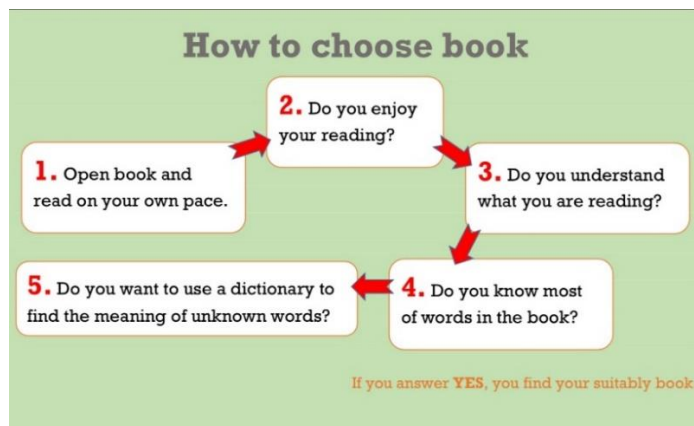 How to choose book
1. Open book and
read on your own pace.
2. Do you enjoy
your reading?
3. Do you understand
what you are reading?
4. Do you know most
of words in the book?
5. Do you want to use a dictionary to
find the meaning of unknown words?
If you answer YES, you find your suitably book